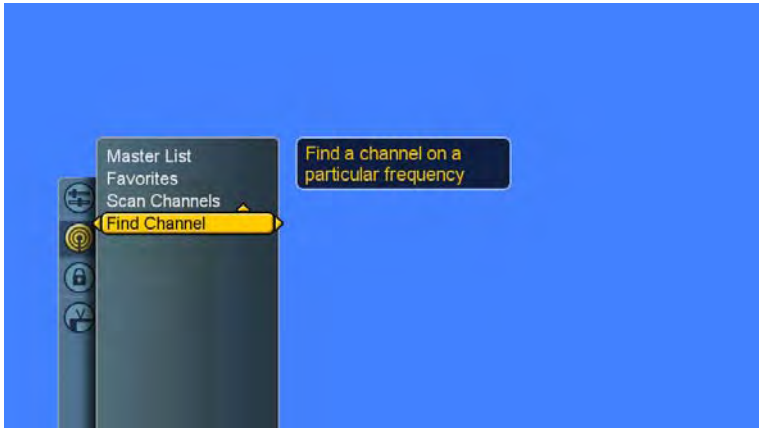 Master List
Favorites
Scan Channels
Find Channel
Find a channel on a
particular frequency